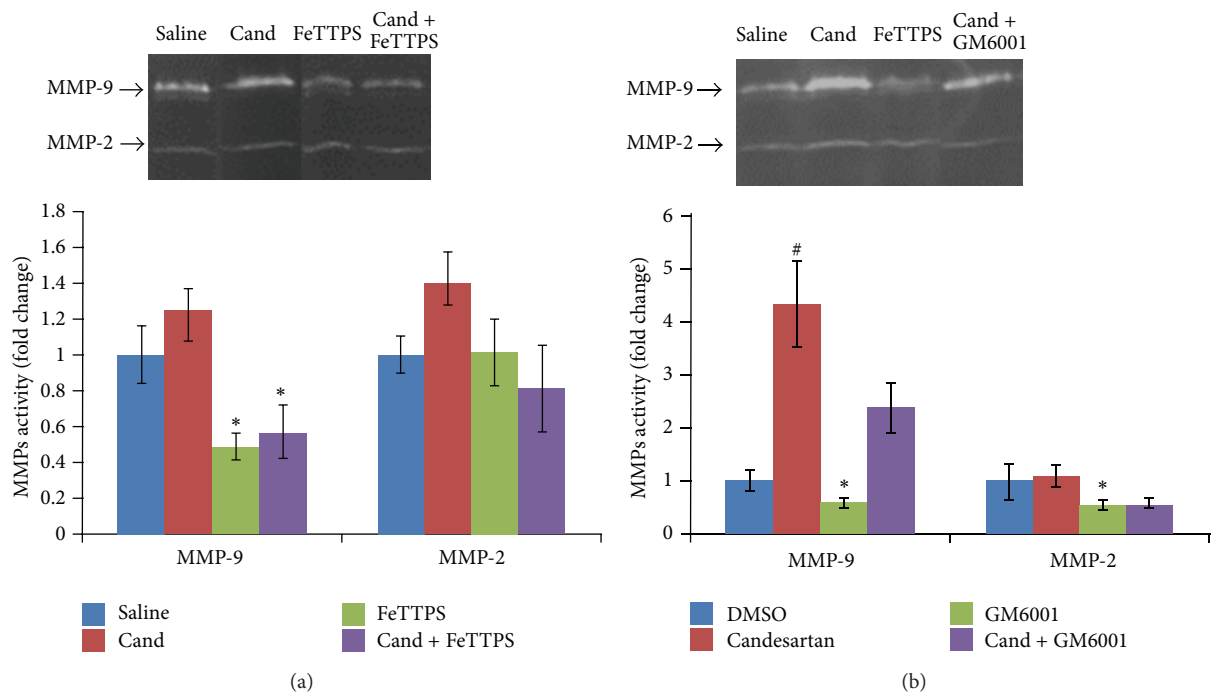 Saline Cand FeTTPS Cand +
FeTTPS
MMP-9
MMP-2
MMPs activity (fold change)
1.8
1.6
1.4
1.2
1
0.8
0.6
0.4
0.2
0
* *
MMP-9 MMP-2
Saline FeTTPS
Cand Cand + FeTTPS
(a)
Saline Cand FeTTPS Cand +
GM6001
MMP-9
MMP-2
MMPs activity (fold change)
6
5
4
3
2
1
0
# * *
MMP-9 MMP-2
DMSO GM6001
Candesartan Cand + GM6001
(b)